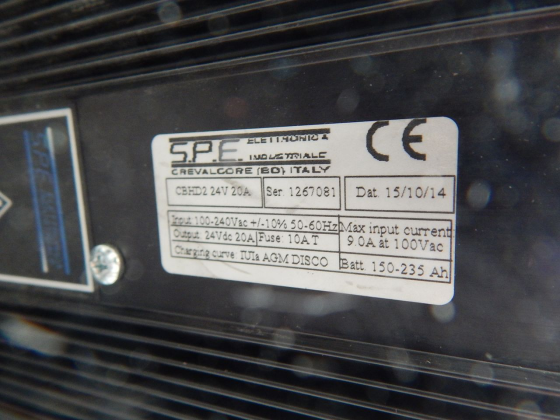 S.P.E. ELETTRONICA
INDUSTRIALE
CREVALCORE (BO) ITALY
CE
CBHD2 24V 20A Ser. 1267081 Dat. 15/10/14
Input: 100-240Vac +/-10% 50-60Hz
Output: 24Vdc 20A Fuse: 10A T
Charging curve: IUIa AGM DISCO
Max input current
9.0A at 100Vac
Batt. 150-235 Ah
S.P.E.